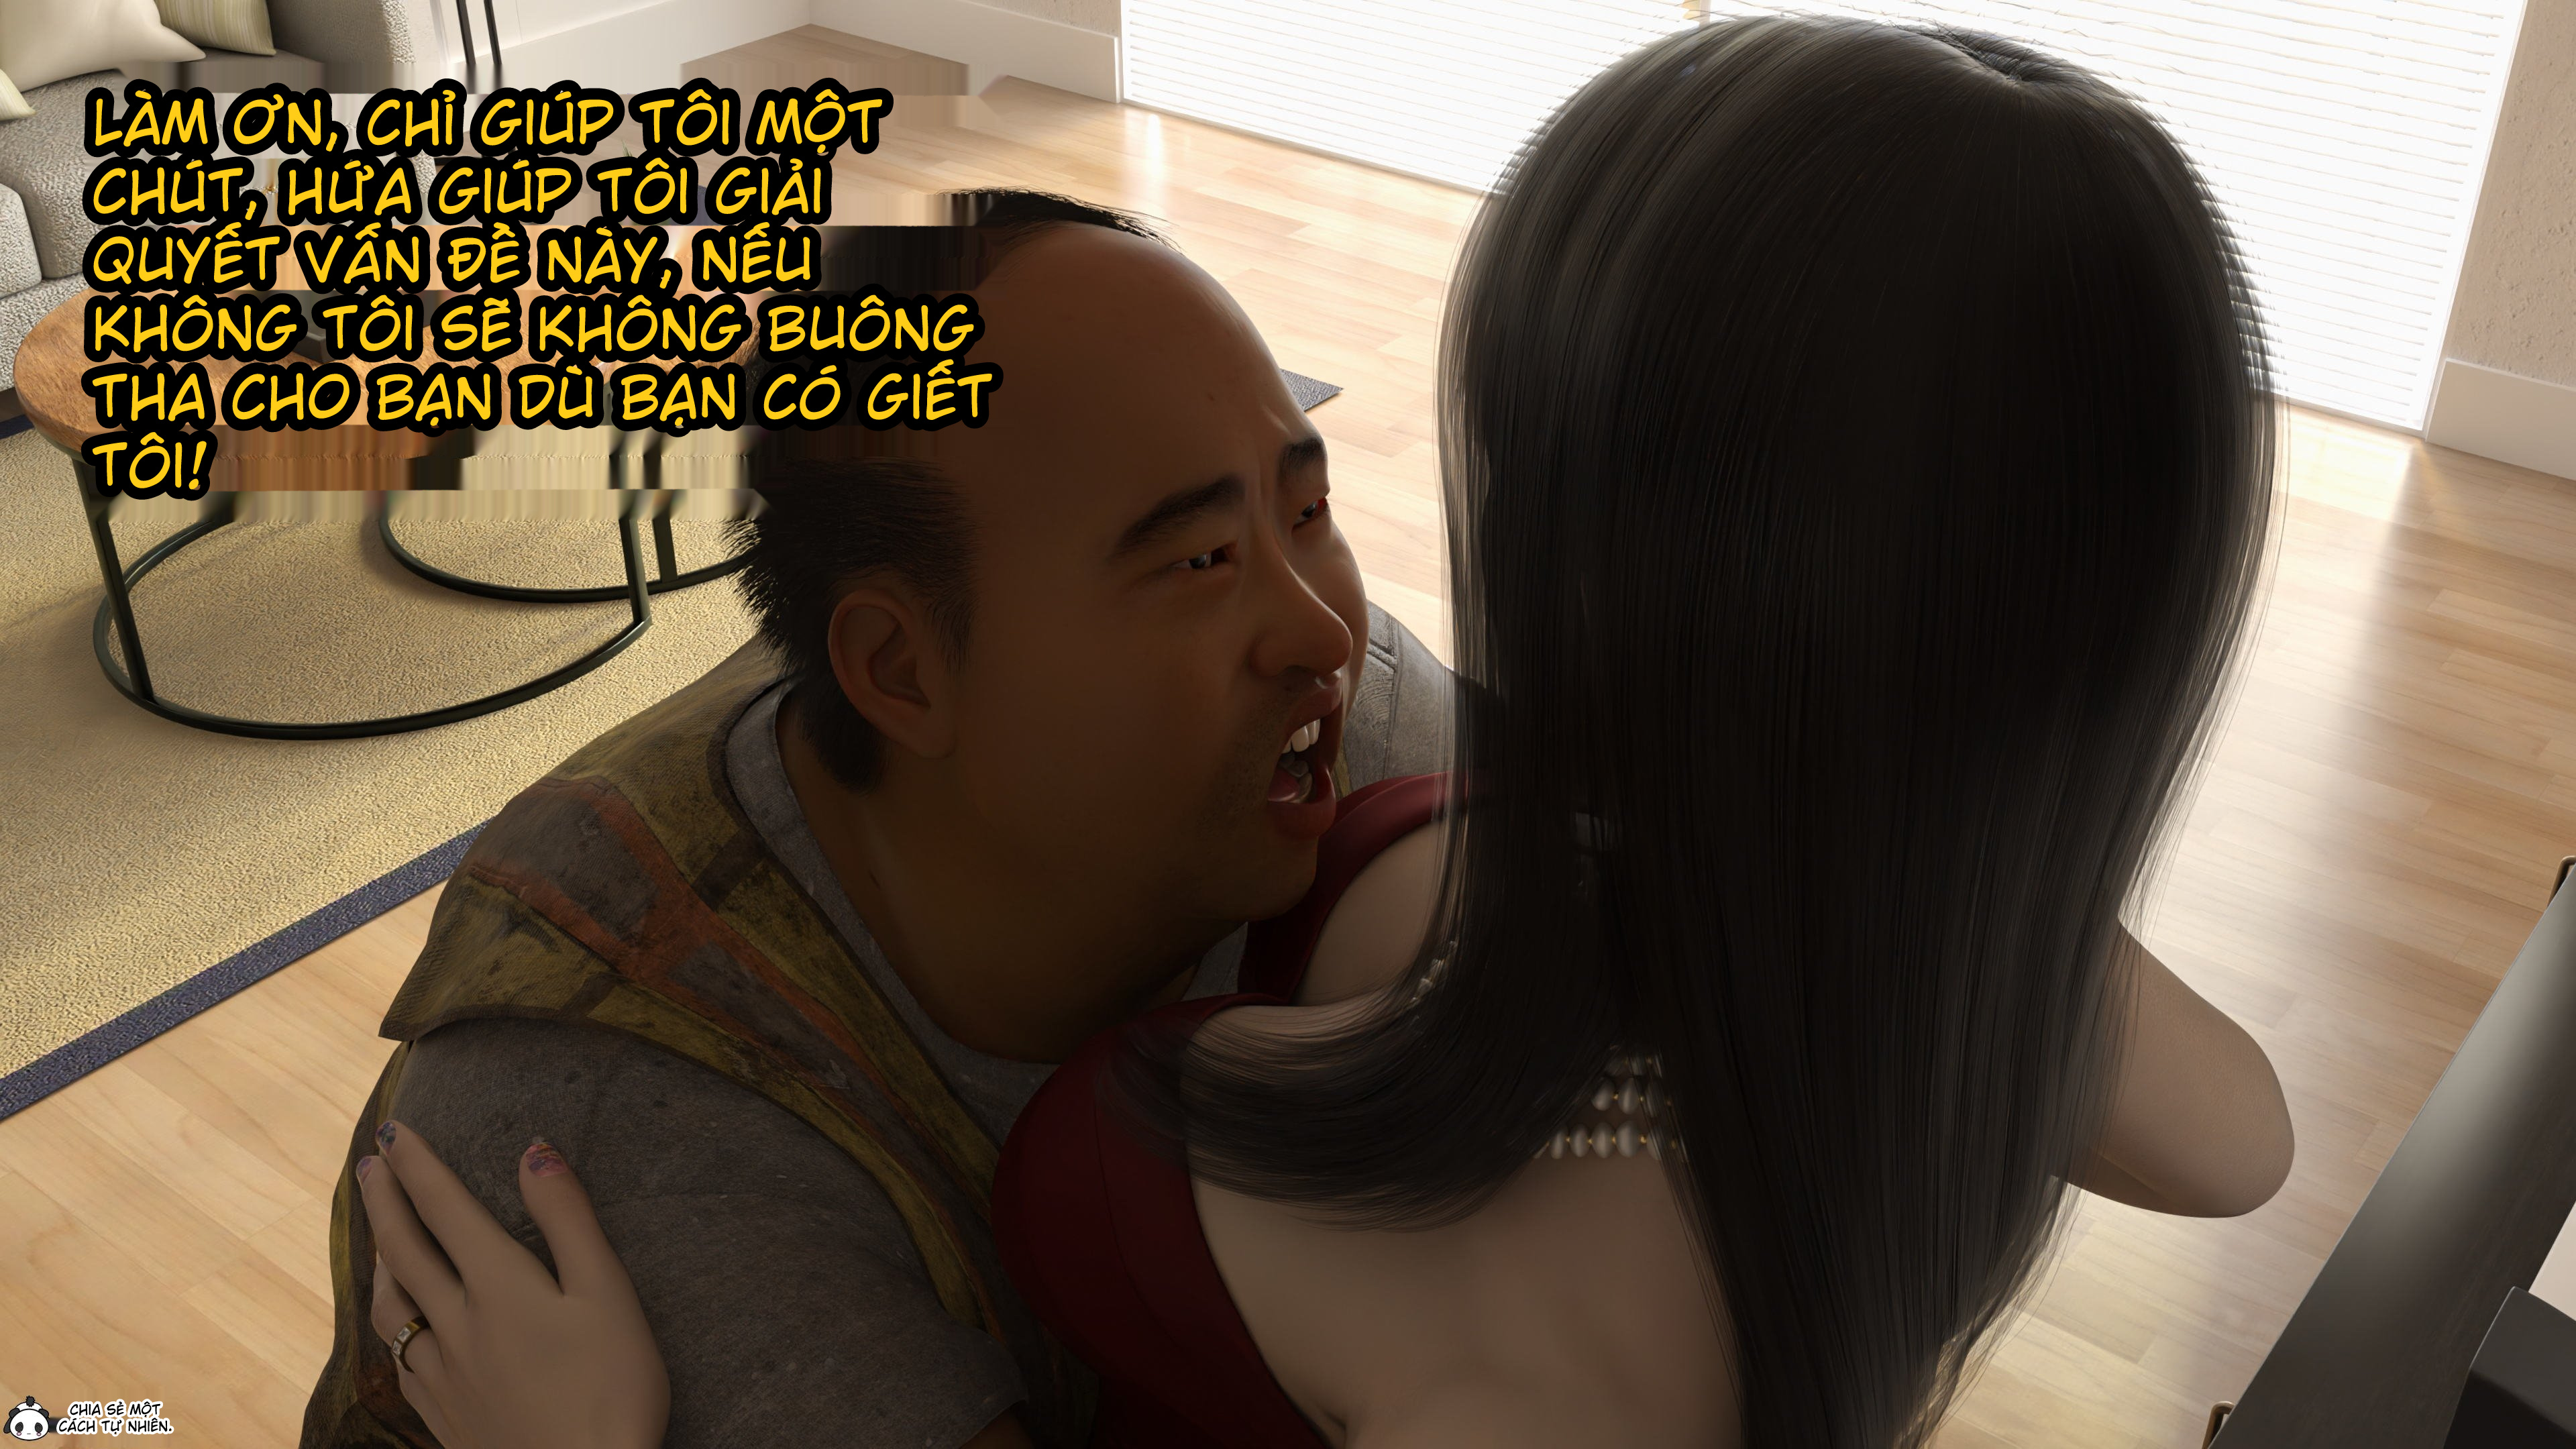 LÀM ƠN, CHỈ GIÚP TÔI MỘT
CHÚT, HỨA GIÚP TÔI GIẢI
QUYẾT VẤN ĐỀ NÀY, NẾU
KHÔNG TÔI SẼ KHÔNG BUÔNG
THA CHO BẠN DÙ BẠN CÓ GIẾT
TÔI!
CHIA SẺ MỘT
CÁCH TỰ NHIÊN.